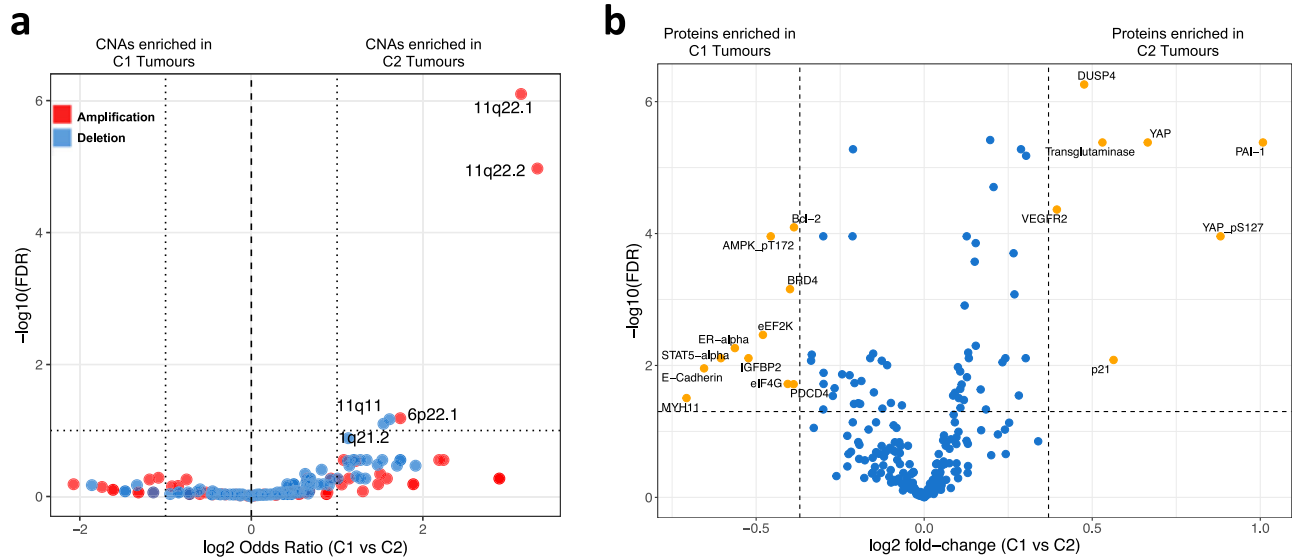 a
CNAs enriched in
C1 Tumours
CNAs enriched in
C2 Tumours
Amplification
Deletion
11q22.1
11q22.2
11q11
6p22.1
1q21.2
6
4
2
0
−log10(FDR)
−2
0
2
log2 Odds Ratio (C1 vs C2)
b
Proteins enriched in
C1 Tumours
Proteins enriched in
C2 Tumours
DUSP4
Transglutaminase
YAP
PAI−1
VEGFR2
YAP_pS127
Bcl−2
AMPK_pT172
BRD4
eEF2K
ER−alpha
STAT5−alpha
IGFBP2
E−Cadherin
eIF4G
PDCD4
MYH11
p21
6
4
2
0
−log10(FDR)
−0.5
0.0
0.5
1.0
log2 fold−change (C1 vs C2)